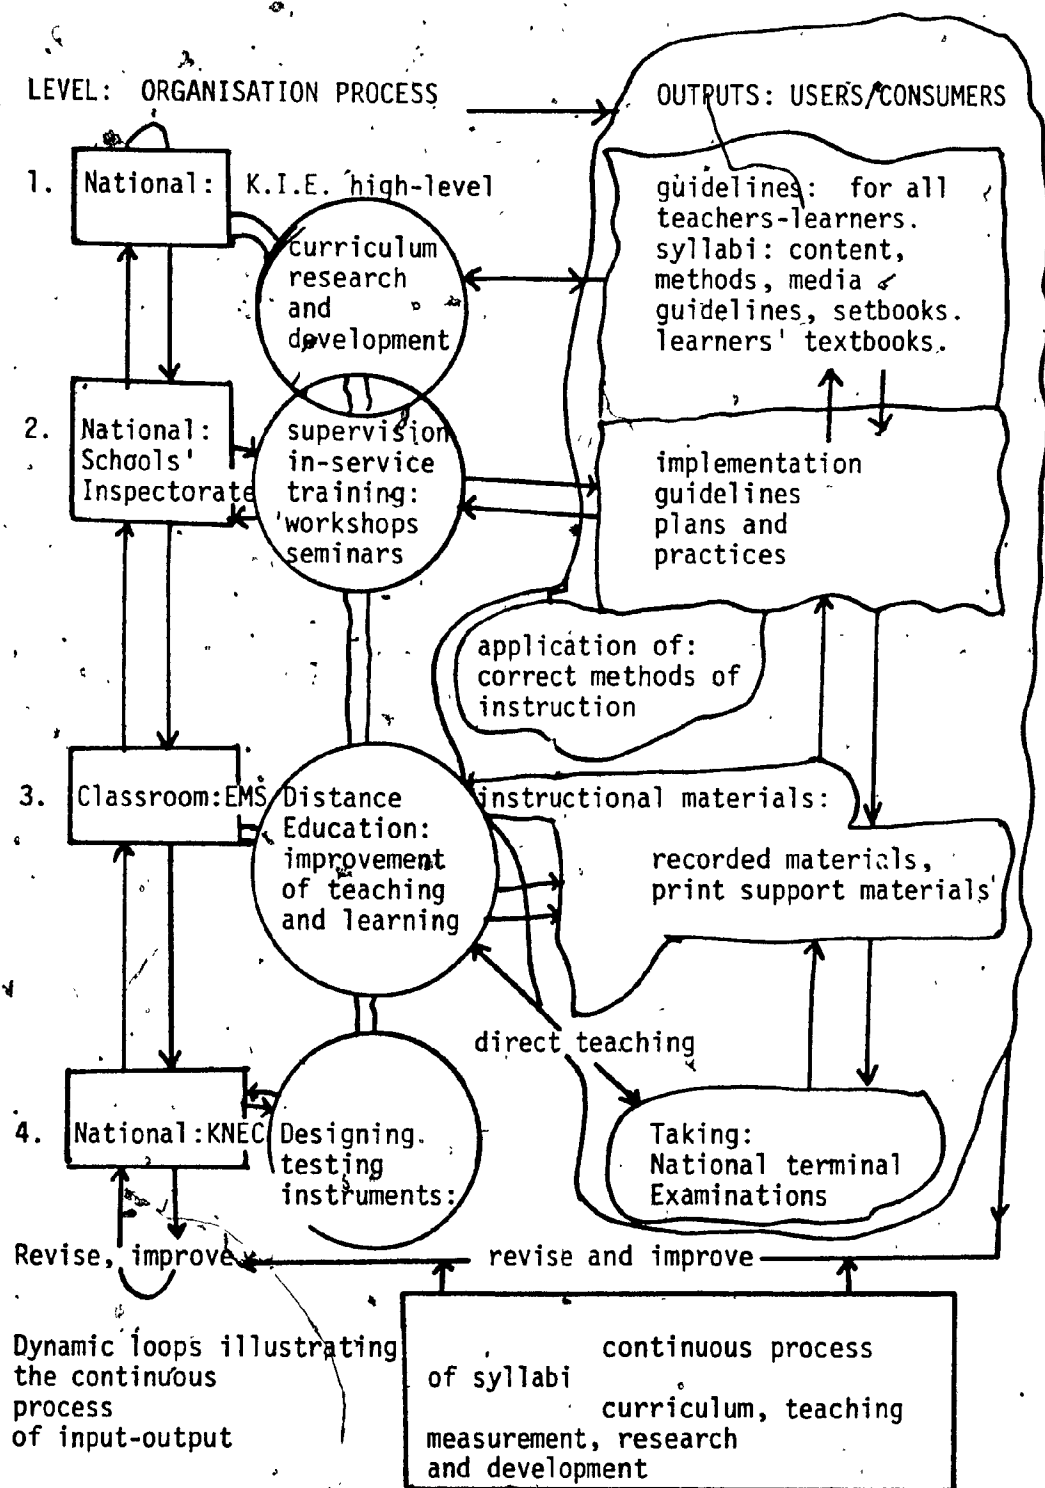 LEVEL: ORGANISATION PROCESS
OUTPUTS: USERS/CONSUMERS
1. National: K.I.E. high-level
curriculum
research
and
development
guidelines: for all
teachers-learners.
syllabi: content,
methods, media
guidelines, setbooks.
learners' textbooks.
2. National:
Schools'
Inspectorate
supervision
in-service
training:
workshops
seminars
implementation
guidelines
plans and
practices
application of:
correct methods of
instruction
3. Classroom:EMS
Distance
Education:
improvement
of teaching
and learning
instructional materials:
recorded materials,
print support materials
direct teaching
4. National:KNEC
Designing.
testing
instruments:
Taking:
National terminal
Examinations
Revise, improve
revise and improve
Dynamic loops illustrating
the continuous
process
of input-output
continuous process
of syllabi
curriculum, teaching
measurement, research
and development